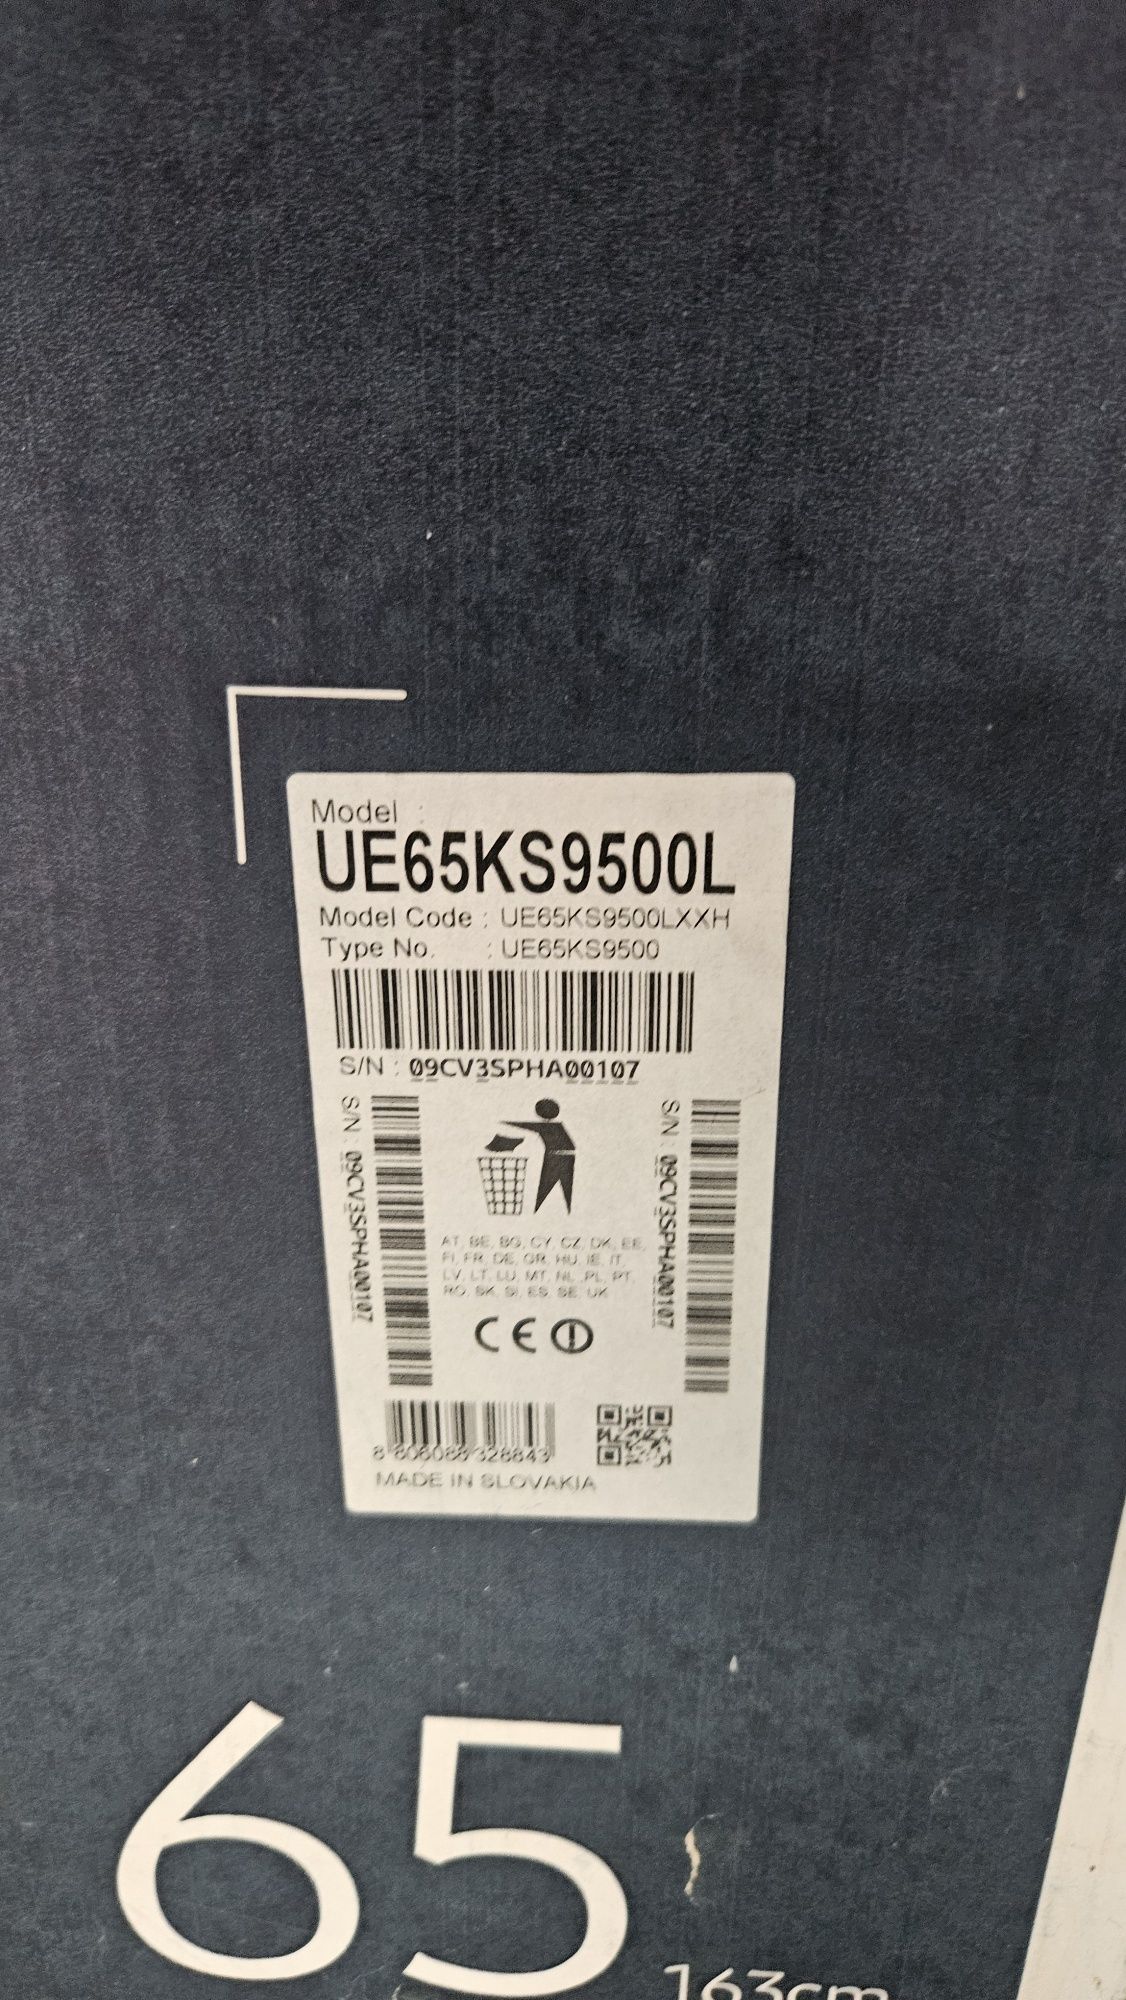 Model :
UE65KS9500L
Model Code : UE65KS9500LXXH
Type No. : UE65KS9500
S/N : 09CV3SPHA00107
S/N : 09CV3SPHA00107
S/N : 09CV3SPHA00107
AT, BE, BG, CY, CZ, DK, EE,
FI, FR, DE, GR, HU, IE, IT,
LV, LT, LU, MT, NL, PL, PT,
RO, SK, SI, ES, SE, UK
CE
8 806088 328843
MADE IN SLOVAKIA
65
163cm